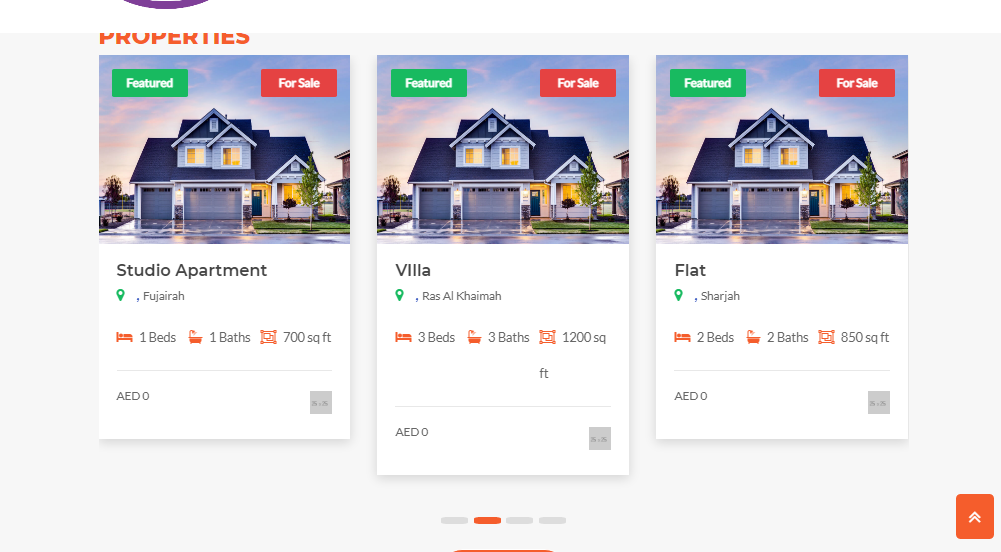 PROPERTIES
Featured For Sale
Featured For Sale
Featured For Sale
Studio Apartment
, Fujairah
1 Beds 1 Baths 700 sq ft
AED 0
VIlla
, Ras Al Khaimah
3 Beds 3 Baths 1200 sq
ft
AED 0
Flat
, Sharjah
2 Beds 2 Baths 850 sq ft
AED 0